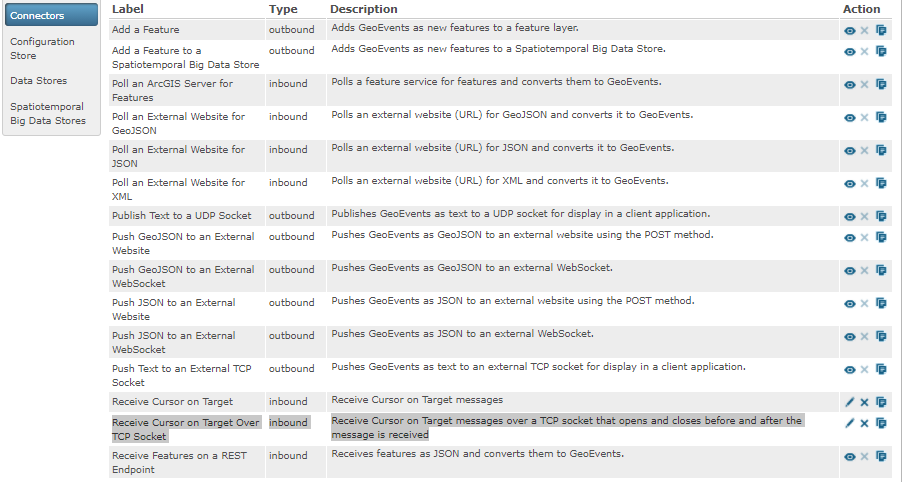 Connectors
Configuration
Store
Data Stores
Spatiotemporal
Big Data Stores
Label Type Description Action
Add a Feature outbound Adds GeoEvents as new features to a feature layer.
Add a Feature to a outbound Adds GeoEvents as new features to a Spatiotemporal Big Data Store.
Spatiotemporal Big Data Store
Poll an ArcGIS Server for inbound Polls a feature service for features and converts them to GeoEvents.
Features
Poll an External Website for inbound Polls an external website (URL) for GeoJSON and converts it to GeoEvents.
GeoJSON
Poll an External Website for inbound Polls an external website (URL) for JSON and converts it to GeoEvents.
JSON
Poll an External Website for inbound Polls an external website (URL) for XML and converts it to GeoEvents.
XML
Publish Text to a UDP Socket outbound Publishes GeoEvents as text to a UDP socket for display in a client application.
Push GeoJSON to an External outbound Pushes GeoEvents as GeoJSON to an external website using the POST method.
Website
Push GeoJSON to an External outbound Pushes GeoEvents as GeoJSON to an external WebSocket.
WebSocket
Push JSON to an External outbound Pushes GeoEvents as JSON to an external website using the POST method.
Website
Push JSON to an External outbound Pushes GeoEvents as JSON to an external WebSocket.
WebSocket
Push Text to an External TCP outbound Pushes GeoEvents as text to an external TCP socket for display in a client application.
Socket
Receive Cursor on Target inbound Receive Cursor on Target messages
Receive Cursor on Target Over inbound Receive Cursor on Target messages over a TCP socket that opens and closes before and after the
TCP Socket message is received
Receive Features on a REST inbound Receives features as JSON and converts them to GeoEvents.
Endpoint